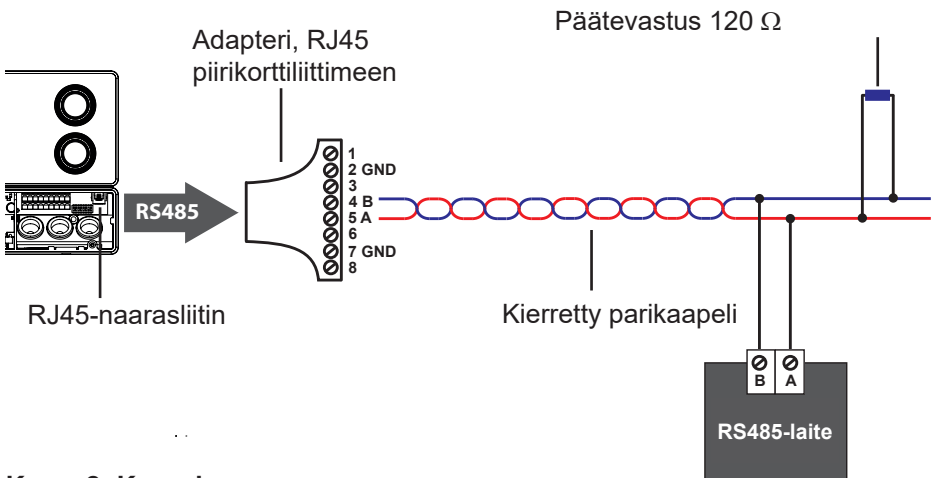 Päätevastus 120 Ω
Adapteri, RJ45
piirikorttiliittimeen
1
2 GND
3
4 B
5 A
6
7 GND
8
RS485
RJ45-naarasliitin
Kierretty parikaapeli
B A
RS485-laite